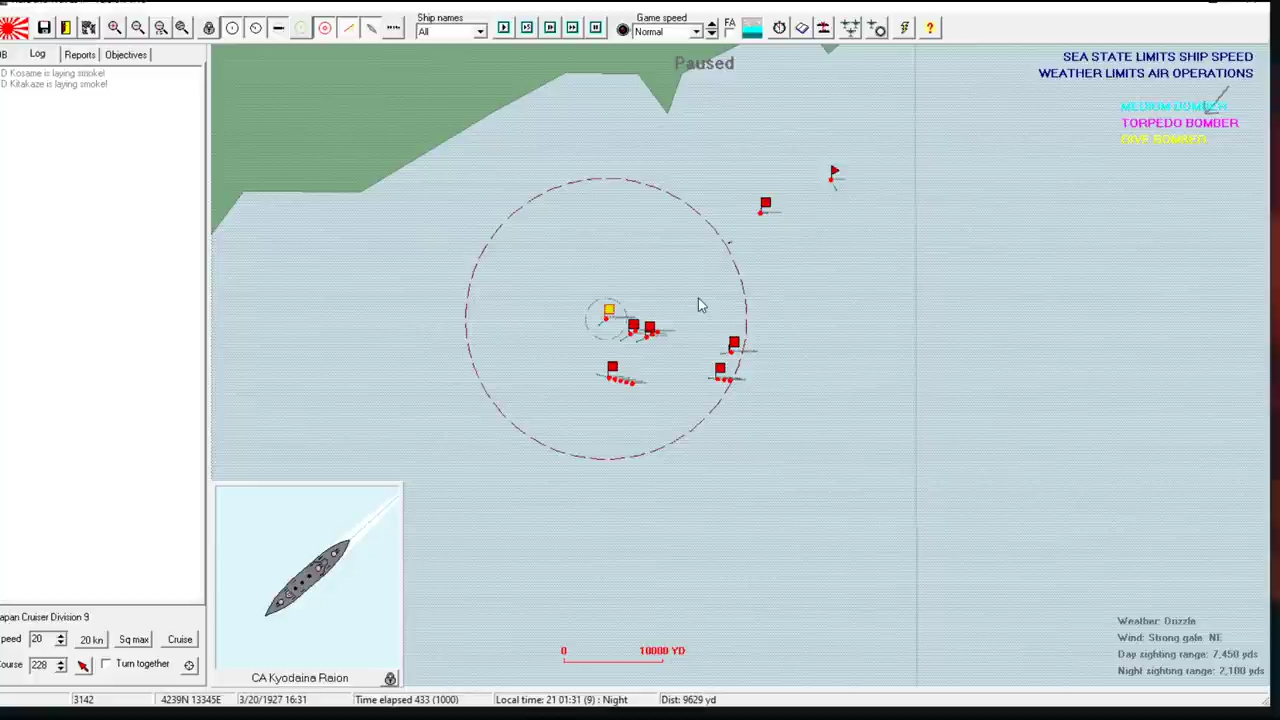 Ship names
Game speed
FA
All
Normal
?
Log
Reports
Objectives
D Kosame is laying smoke!
D Kitakaze is laying smoke!
Paused
SEA STATE LIMITS SHIP SPEED
WEATHER LIMITS AIR OPERATIONS
MEDIUM BOMBER
TORPEDO BOMBER
DIVE BOMBER
apan Cruiser Division 9
peed
20
20 kn
Sq max
Cruise
ourse
228
Turn together
CA Kyodaina Raion
0
10000 YD
Weather: Drizzle
Wind: Strong gale NE
Day sighting range: 7,450 yds
Night sighting range: 2,100 yds
3142
4239N 13345E
3/20/1927 16:31
Time elapsed 433 (1000)
Local time: 21 01:31 (9) : Night
Dist: 9629 yd